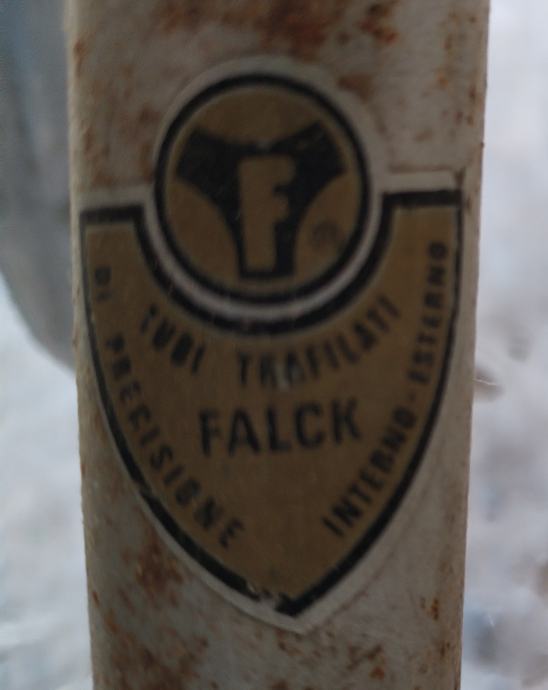 F
TUBI TRAFILATI
FALCK
DI PRECISIONE
INTERNO-ESTERNO